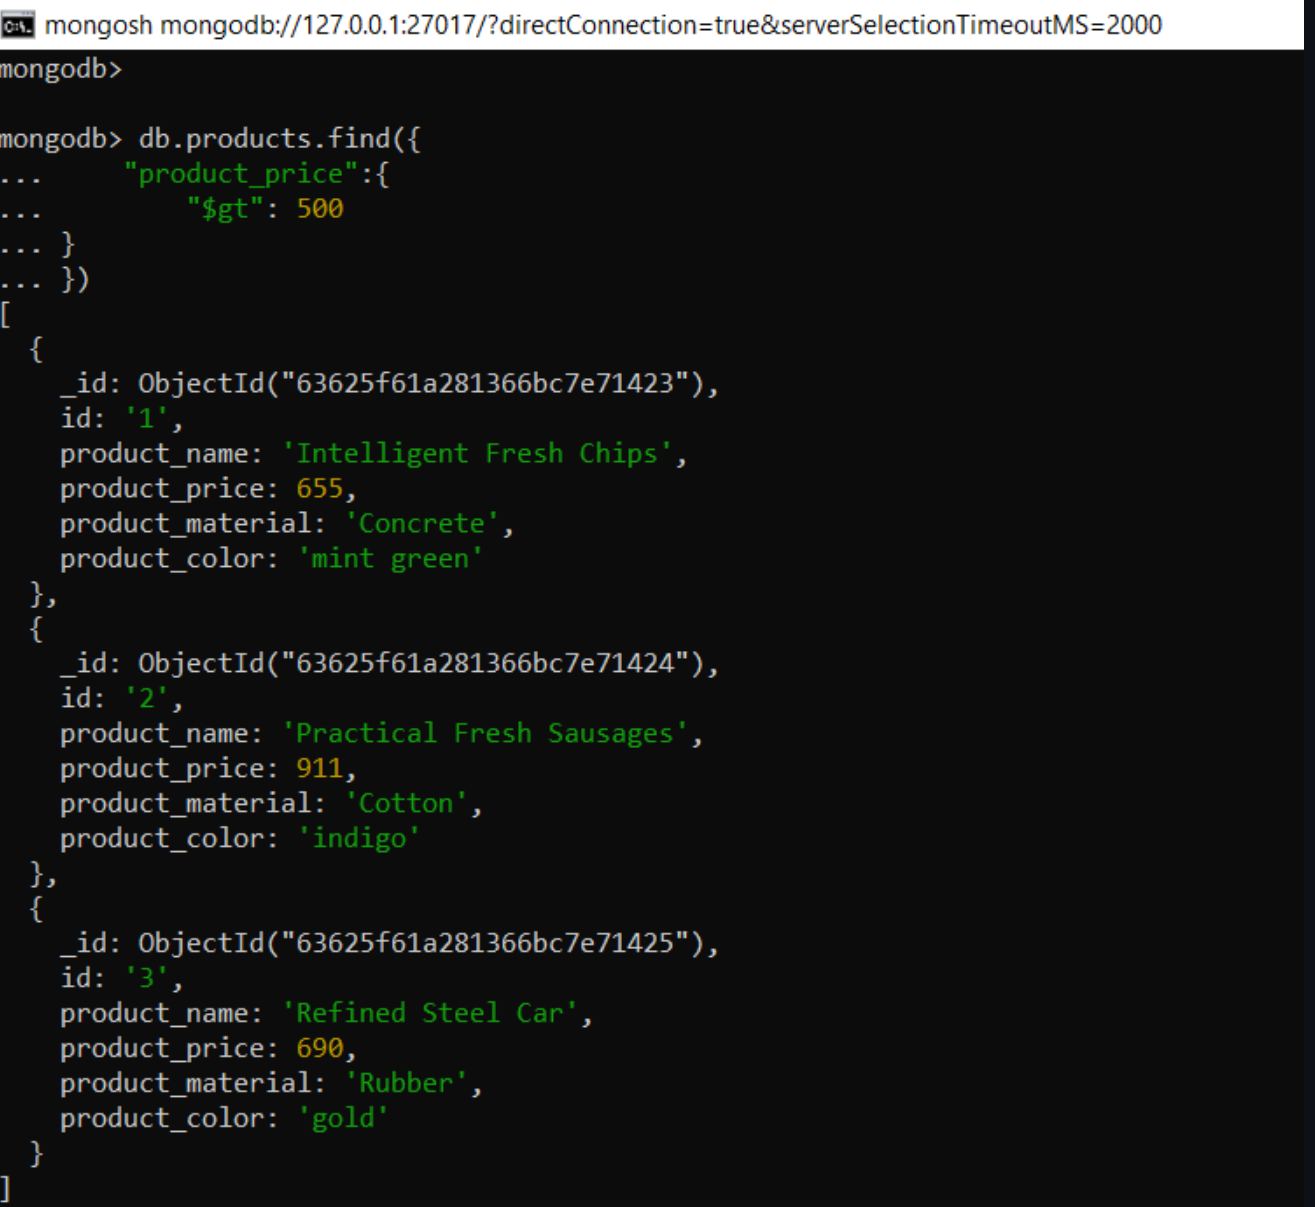 mongosh mongodb://127.0.0.1:27017/?directConnection=true&serverSelectionTimeoutMS=2000
mongodb>
mongodb> db.products.find({
...     "product_price":{
...         "$gt": 500
... }
... })
[
  {
    _id: ObjectId("63625f61a281366bc7e71423"),
    id: '1',
    product_name: 'Intelligent Fresh Chips',
    product_price: 655,
    product_material: 'Concrete',
    product_color: 'mint green'
  },
  {
    _id: ObjectId("63625f61a281366bc7e71424"),
    id: '2',
    product_name: 'Practical Fresh Sausages',
    product_price: 911,
    product_material: 'Cotton',
    product_color: 'indigo'
  },
  {
    _id: ObjectId("63625f61a281366bc7e71425"),
    id: '3',
    product_name: 'Refined Steel Car',
    product_price: 690,
    product_material: 'Rubber',
    product_color: 'gold'
  }
]